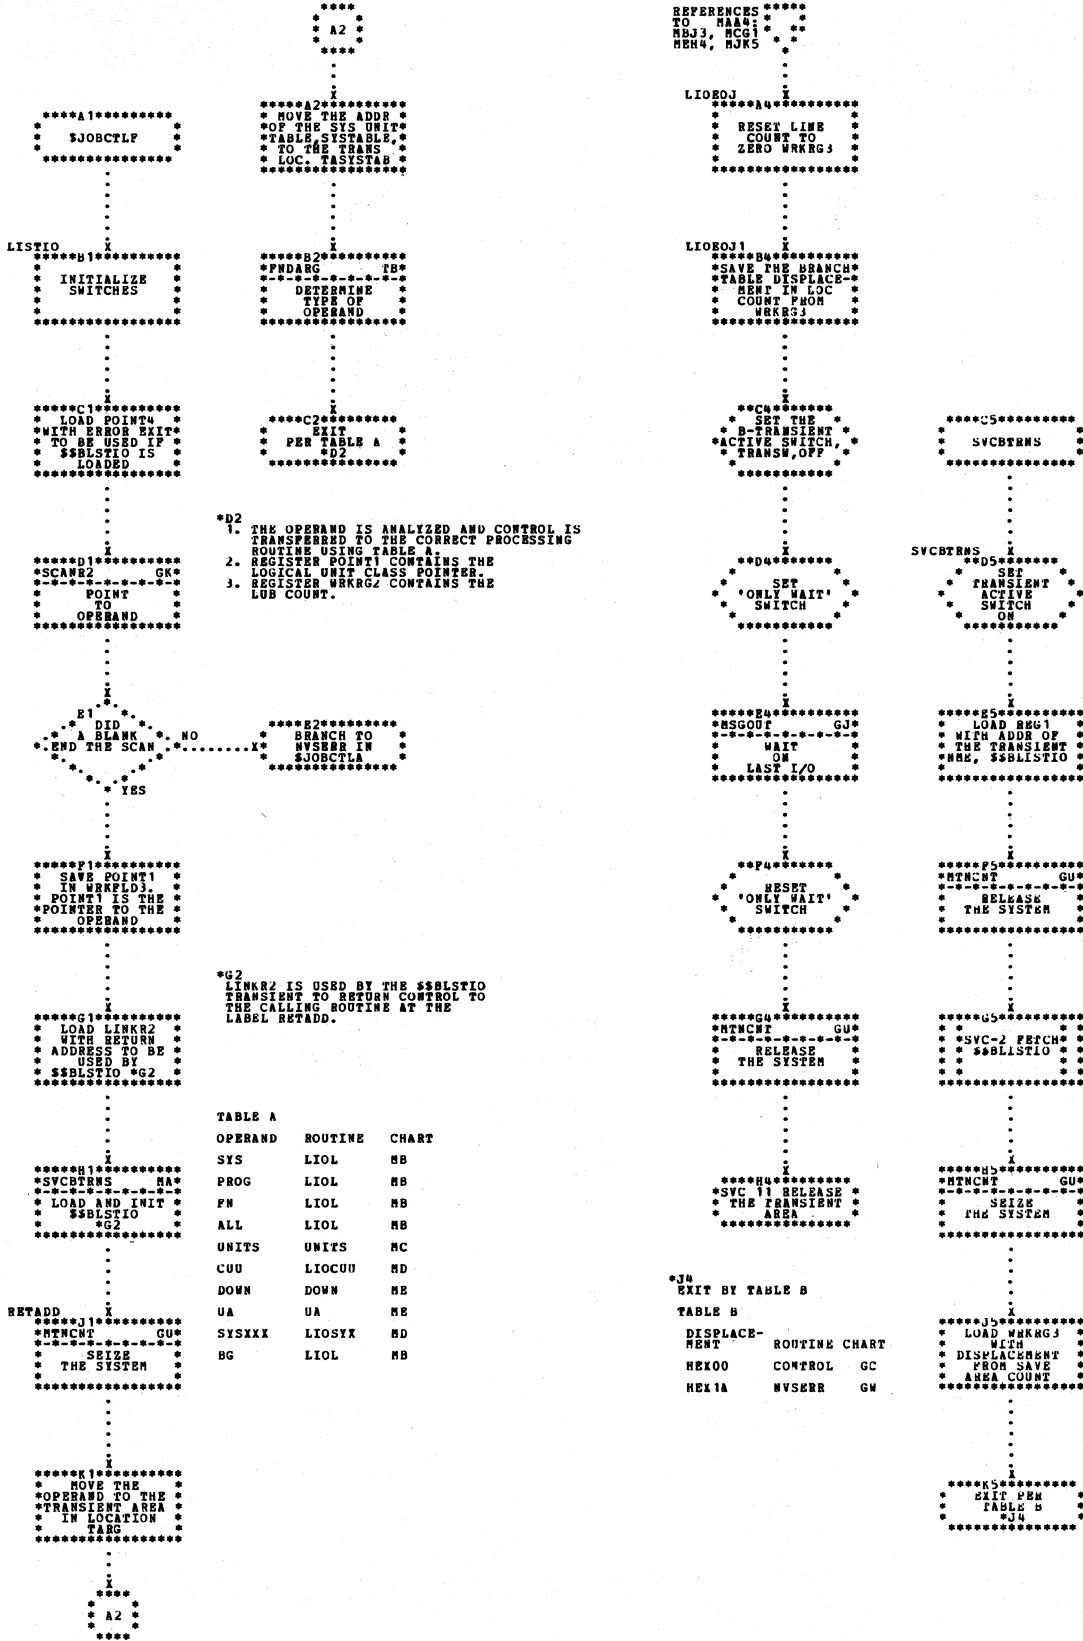 A2
A2
MOVE THE ADDR
OF THE SYS UNIT
TABLE,SYSTABLE,
TO THE TRANS
LOC. TASYSTAB
B2
FNDARG TB
DETERMINE
TYPE OF
OPERAND
C2
EXIT
PER TABLE A
*D2
A1
$JOBCTLF
LISTIO
B1
INITIALIZE
SWITCHES
C1
LOAD POINT4
WITH ERROR EXIT
TO BE USED IF
$$BLSTIO IS
LOADED
D1
SCANR2 GK
POINT
TO
OPERAND
E1
DID
A BLANK
END THE SCAN
NO
YES
E2
BRANCH TO
NVSERR IN
$JOBCTLA
F1
SAVE POINT1
IN WRKFLD3.
POINT1 IS THE
POINTER TO THE
OPERAND
G1
LOAD LINKR2
WITH RETURN
ADDRESS TO BE
USED BY
$$BLSTIO *G2
H1
SVCBTRNS MA
LOAD AND INIT
$$BLSTIO
*G2
RETADD
J1
MTNCNT GU
SEIZE
THE SYSTEM
K1
MOVE THE
OPERAND TO THE
TRANSIENT AREA
IN LOCATION
TARG
A2
*D2
1. THE OPERAND IS ANALYZED AND CONTROL IS
TRANSFERRED TO THE CORRECT PROCESSING
ROUTINE USING TABLE A.
2. REGISTER POINT1 CONTAINS THE
LOGICAL UNIT CLASS POINTER.
3. REGISTER WRKRG2 CONTAINS THE
LUB COUNT.
*G2
LINKR2 IS USED BY THE $$BLSTIO
TRANSIENT TO RETURN CONTROL TO
THE CALLING ROUTINE AT THE
LABEL RETADD.
TABLE A
OPERAND ROUTINE CHART
SYS LIOL MB
PROG LIOL MB
FN LIOL MB
ALL LIOL MB
UNITS UNITS MC
CUU LIOCUU MD
DOWN DOWN ME
UA UA ME
SYSXXX LIOSYX MD
BG LIOL MB
REFERENCES
TO MAA4:
MBJ3, MCG1
MEH4, MJK5
LIOEOJ
A4
RESET LINE
COUNT TO
ZERO WRKRG3
LIOEOJ1
B4
SAVE THE BRANCH
TABLE DISPLACE-
MENT IN LOC
COUNT FROM
WRKRG3
C4
SET THE
B-TRANSIENT
ACTIVE SWITCH,
TRANSW,OFF
D4
SET
'ONLY WAIT'
SWITCH
E4
MSGOUT GJ
WAIT
ON
LAST I/O
F4
RESET
'ONLY WAIT'
SWITCH
G4
MTNCNT GU
RELEASE
THE SYSTEM
H4
SVC 11 RELEASE
THE TRANSIENT
AREA
*J4
EXIT BY TABLE B
TABLE B
DISPLACE-
MENT ROUTINE CHART
HEX00 CONTROL GC
HEX1A NVSERR GW
C5
SVCBTRNS
SVCBTRNS
D5
SET
TRANSIENT
ACTIVE
SWITCH
ON
E5
LOAD REG1
WITH ADDR OF
THE TRANSIENT
NME, $$BLISTIO
F5
MTNCNT GU
RELEASE
THE SYSTEM
G5
SVC-2 FETCH
$$BLISTIO
H5
MTNCNT GU
SEIZE
THE SYSTEM
J5
LOAD WRKRG3
WITH
DISPLACEMENT
FROM SAVE
AREA COUNT
K5
EXIT PER
TABLE B
*J4